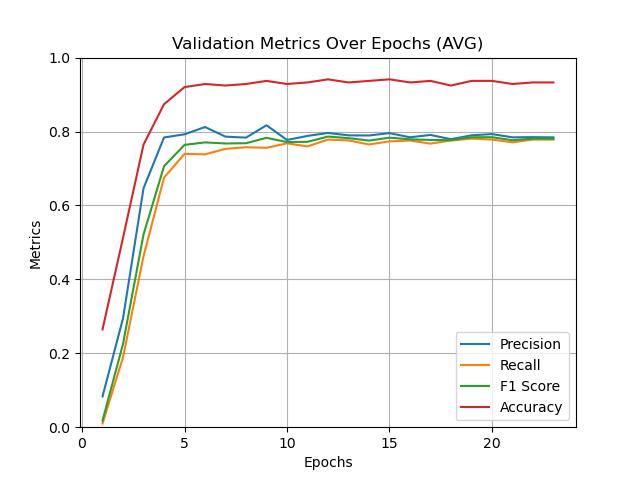 Validation Metrics Over Epochs (AVG)
1.0
0.8
0.6
0.4
0.2
0.0
Metrics
0 5 10 15 20
Epochs
Precision
Recall
F1 Score
Accuracy